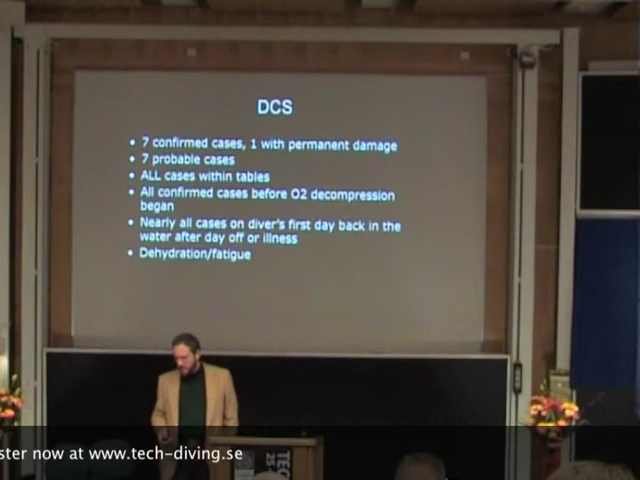 DCS
• 7 confirmed cases, 1 with permanent damage
• 7 probable cases
• ALL cases within tables
• All confirmed cases before O2 decompression
began
• Nearly all cases on diver's first day back in the
water after day off or illness
• Dehydration/fatigue
ster now at www.tech-diving.se
TEC
25